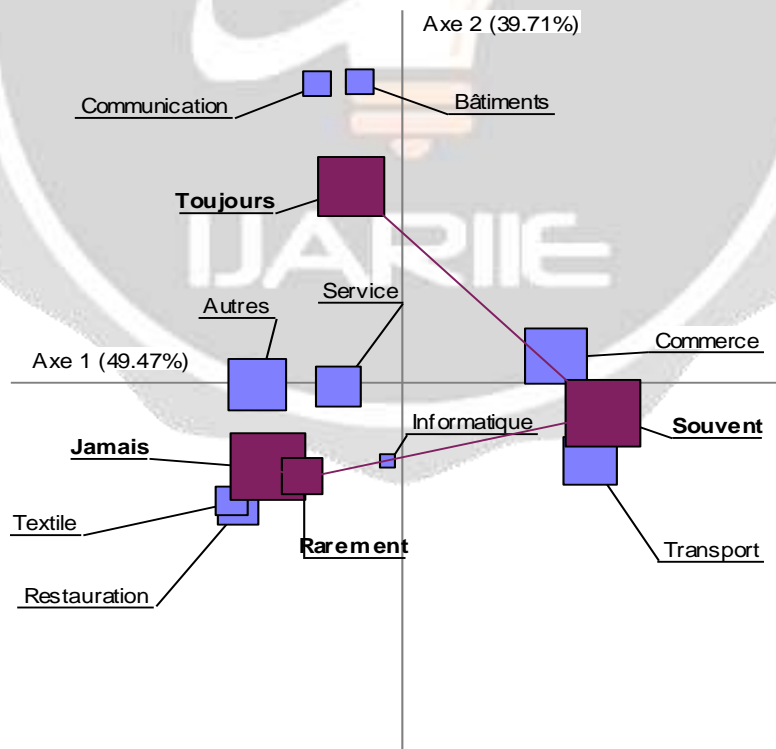 Axe 2 (39.71%)
Communication
Bâtiments
Toujours
IJARIIE
Service
Autres
Commerce
Axe 1 (49.47%)
Informatique
Souvent
Jamais
Textile
Rarement
Transport
Restauration